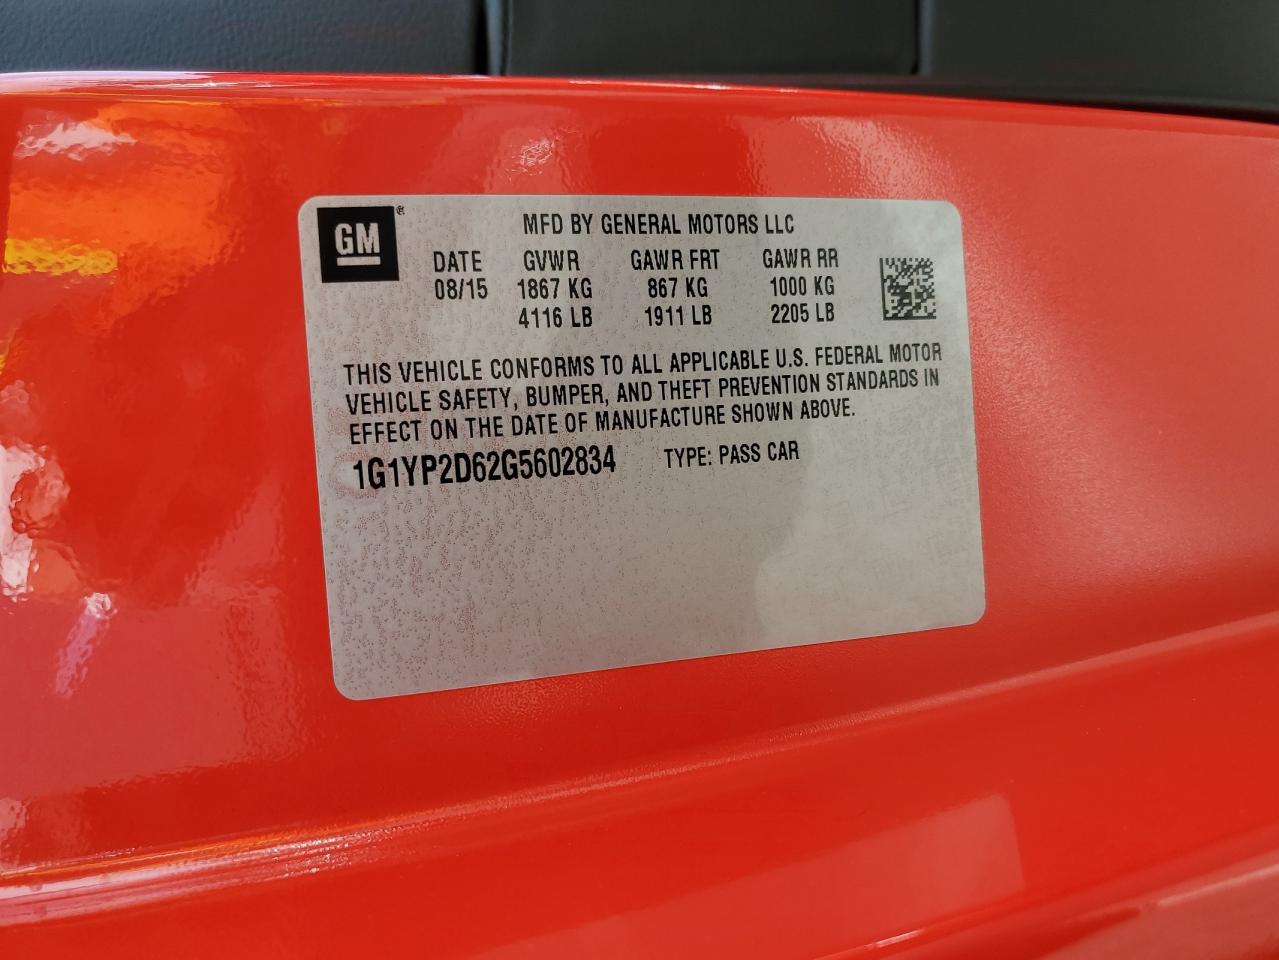 GM®
MFD BY GENERAL MOTORS LLC
DATE GVWR GAWR FRT GAWR RR
08/15 1867 KG 867 KG 1000 KG
4116 LB 1911 LB 2205 LB
THIS VEHICLE CONFORMS TO ALL APPLICABLE U.S. FEDERAL MOTOR
VEHICLE SAFETY, BUMPER, AND THEFT PREVENTION STANDARDS IN
EFFECT ON THE DATE OF MANUFACTURE SHOWN ABOVE.
1G1YP2D62G5602834 TYPE: PASS CAR